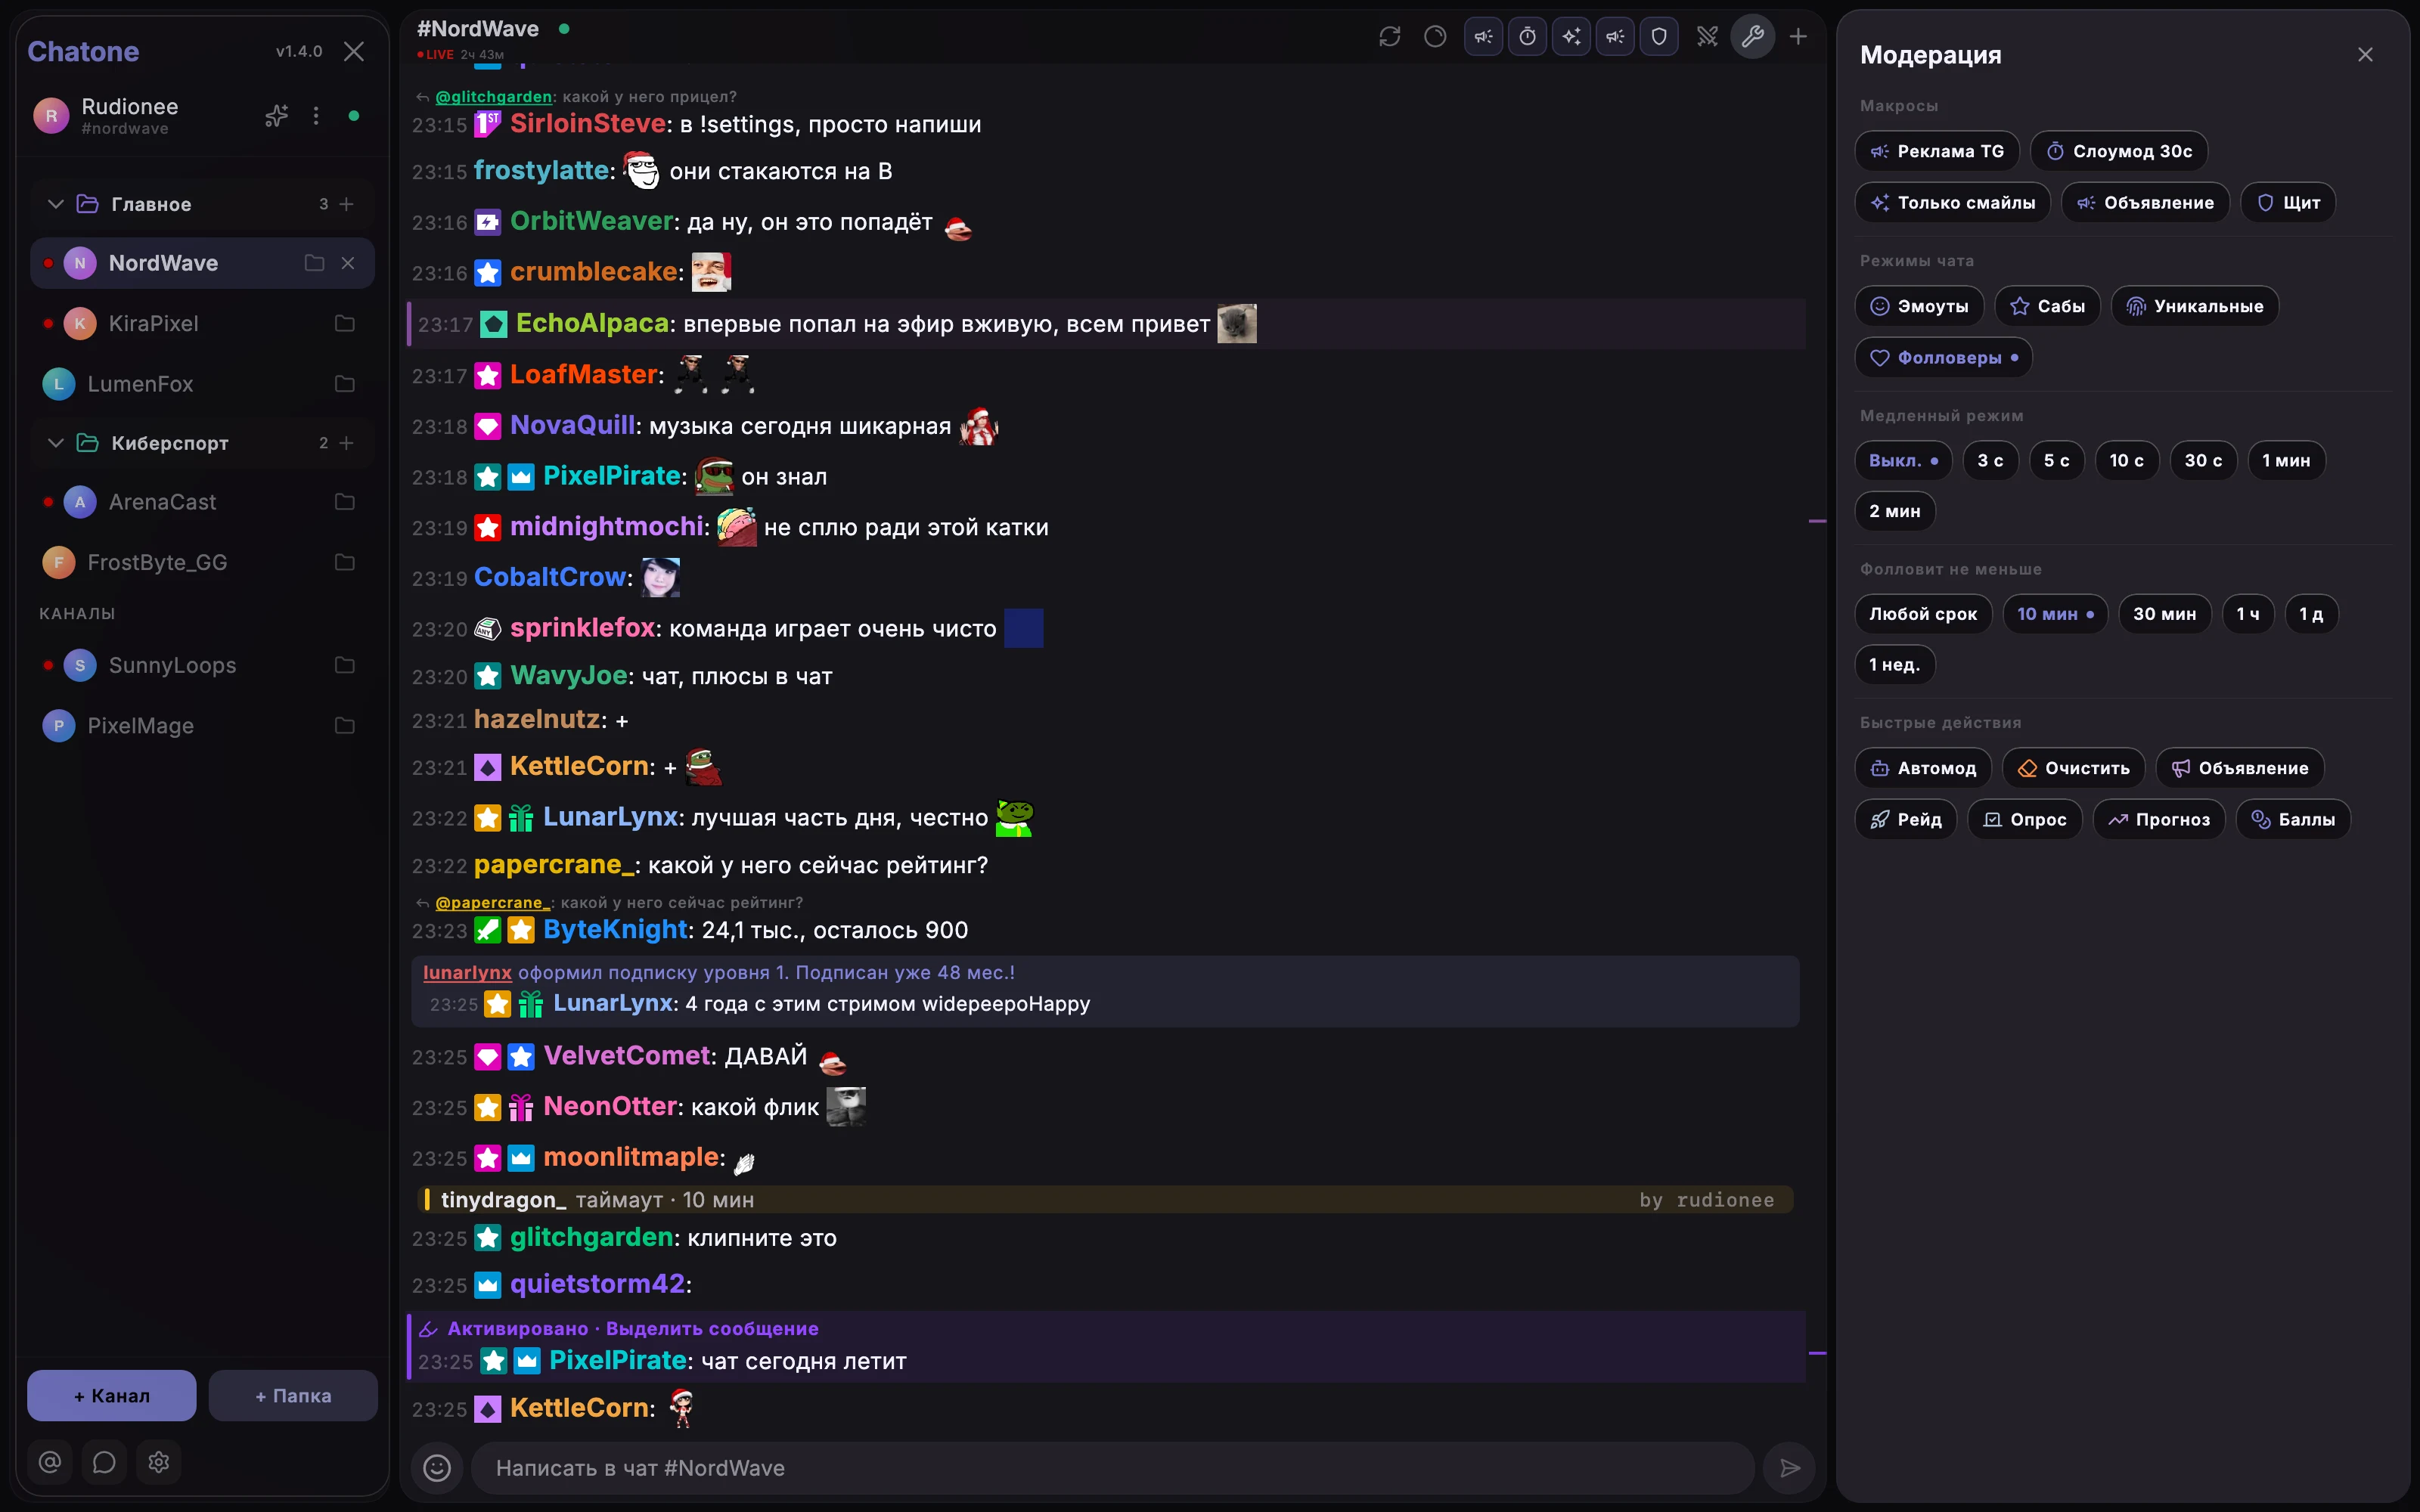 Chatone
v1.4.0
R
Rudionee
#nordwave
Главное
3
N
NordWave
K
KiraPixel
L
LumenFox
Киберспорт
2
A
ArenaCast
F
FrostByte_GG
КАНАЛЫ
S
SunnyLoops
P
PixelMage
+ Канал
+ Папка
#NordWave
LIVE 2ч 43м
@glitchgarden: какой у него прицел?
23:15 1ST SirloinSteve: в !settings, просто напиши
23:15 frostylatte: они стакаются на B
23:16 OrbitWeaver: да ну, он это попадёт
23:16 crumblecake:
23:17 EchoAlpaca: впервые попал на эфир вживую, всем привет
23:17 LoafMaster:
23:18 NovaQuill: музыка сегодня шикарная
23:18 PixelPirate: он знал
23:19 midnightmochi: не сплю ради этой катки
23:19 CobaltCrow:
23:20 ANY sprinklefox: команда играет очень чисто
23:20 WavyJoe: чат, плюсы в чат
23:21 hazelnutz: +
23:21 KettleCorn: +
23:22 LunarLynx: лучшая часть дня, честно
23:22 papercrane_: какой у него сейчас рейтинг?
@papercrane_: какой у него сейчас рейтинг?
23:23 ByteKnight: 24,1 тыс., осталось 900
lunarlynx оформил подписку уровня 1. Подписан уже 48 мес.!
23:25 LunarLynx: 4 года с этим стримом widepeepoHappy
23:25 VelvetComet: ДАВАЙ
23:25 NeonOtter: какой флик
23:25 moonlitmaple:
tinydragon_ таймаут · 10 мин by rudionee
23:25 glitchgarden: клипните это
23:25 quietstorm42:
Активировано · Выделить сообщение
23:25 PixelPirate: чат сегодня летит
23:25 KettleCorn:
Написать в чат #NordWave
Модерация
Макросы
Реклама TG
Слоумод 30с
Только смайлы
Объявление
Щит
Режимы чата
Эмоуты
Сабы
Уникальные
Фолловеры
Медленный режим
Выкл.
3 с
5 с
10 с
30 с
1 мин
2 мин
Фолловит не меньше
Любой срок
10 мин
30 мин
1 ч
1 д
1 нед.
Быстрые действия
Автомод
Очистить
Объявление
Рейд
Опрос
Прогноз
Баллы